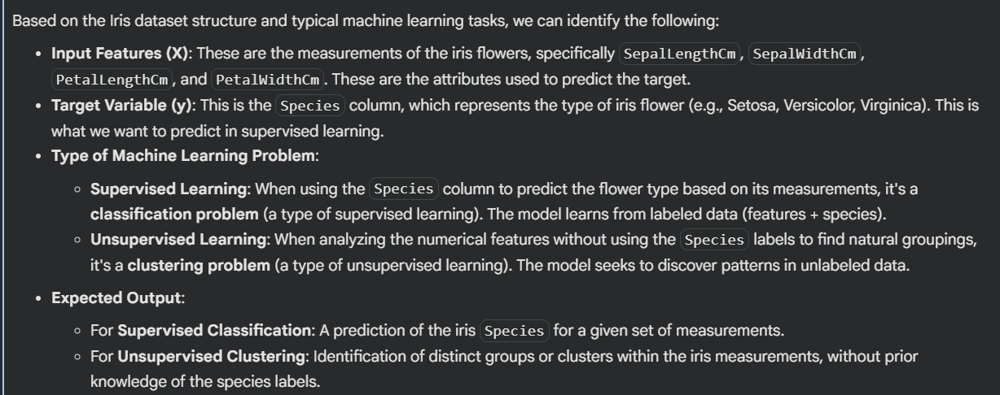 Based on the Iris dataset structure and typical machine learning tasks, we can identify the following:
• Input Features (X): These are the measurements of the iris flowers, specifically SepalLengthCm, SepalWidthCm,
PetalLengthCm, and PetalWidthCm. These are the attributes used to predict the target.
• Target Variable (y): This is the Species column, which represents the type of iris flower (e.g., Setosa, Versicolor, Virginica). This is
what we want to predict in supervised learning.
• Type of Machine Learning Problem:
◦ Supervised Learning: When using the Species column to predict the flower type based on its measurements, it's a
classification problem (a type of supervised learning). The model learns from labeled data (features + species).
◦ Unsupervised Learning: When analyzing the numerical features without using the Species labels to find natural groupings,
it's a clustering problem (a type of unsupervised learning). The model seeks to discover patterns in unlabeled data.
• Expected Output:
◦ For Supervised Classification: A prediction of the iris Species for a given set of measurements.
◦ For Unsupervised Clustering: Identification of distinct groups or clusters within the iris measurements, without prior
knowledge of the species labels.